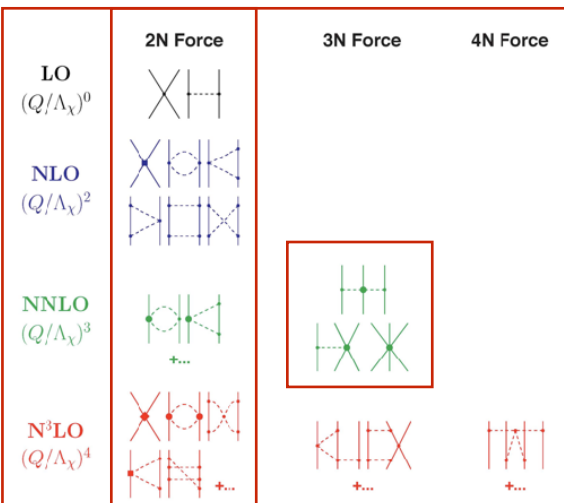 2N Force 3N Force 4N Force
LO
(Q/Λχ)⁰
NLO
(Q/Λχ)²
NNLO
(Q/Λχ)³
+...
N³LO
(Q/Λχ)⁴
+... +... +...